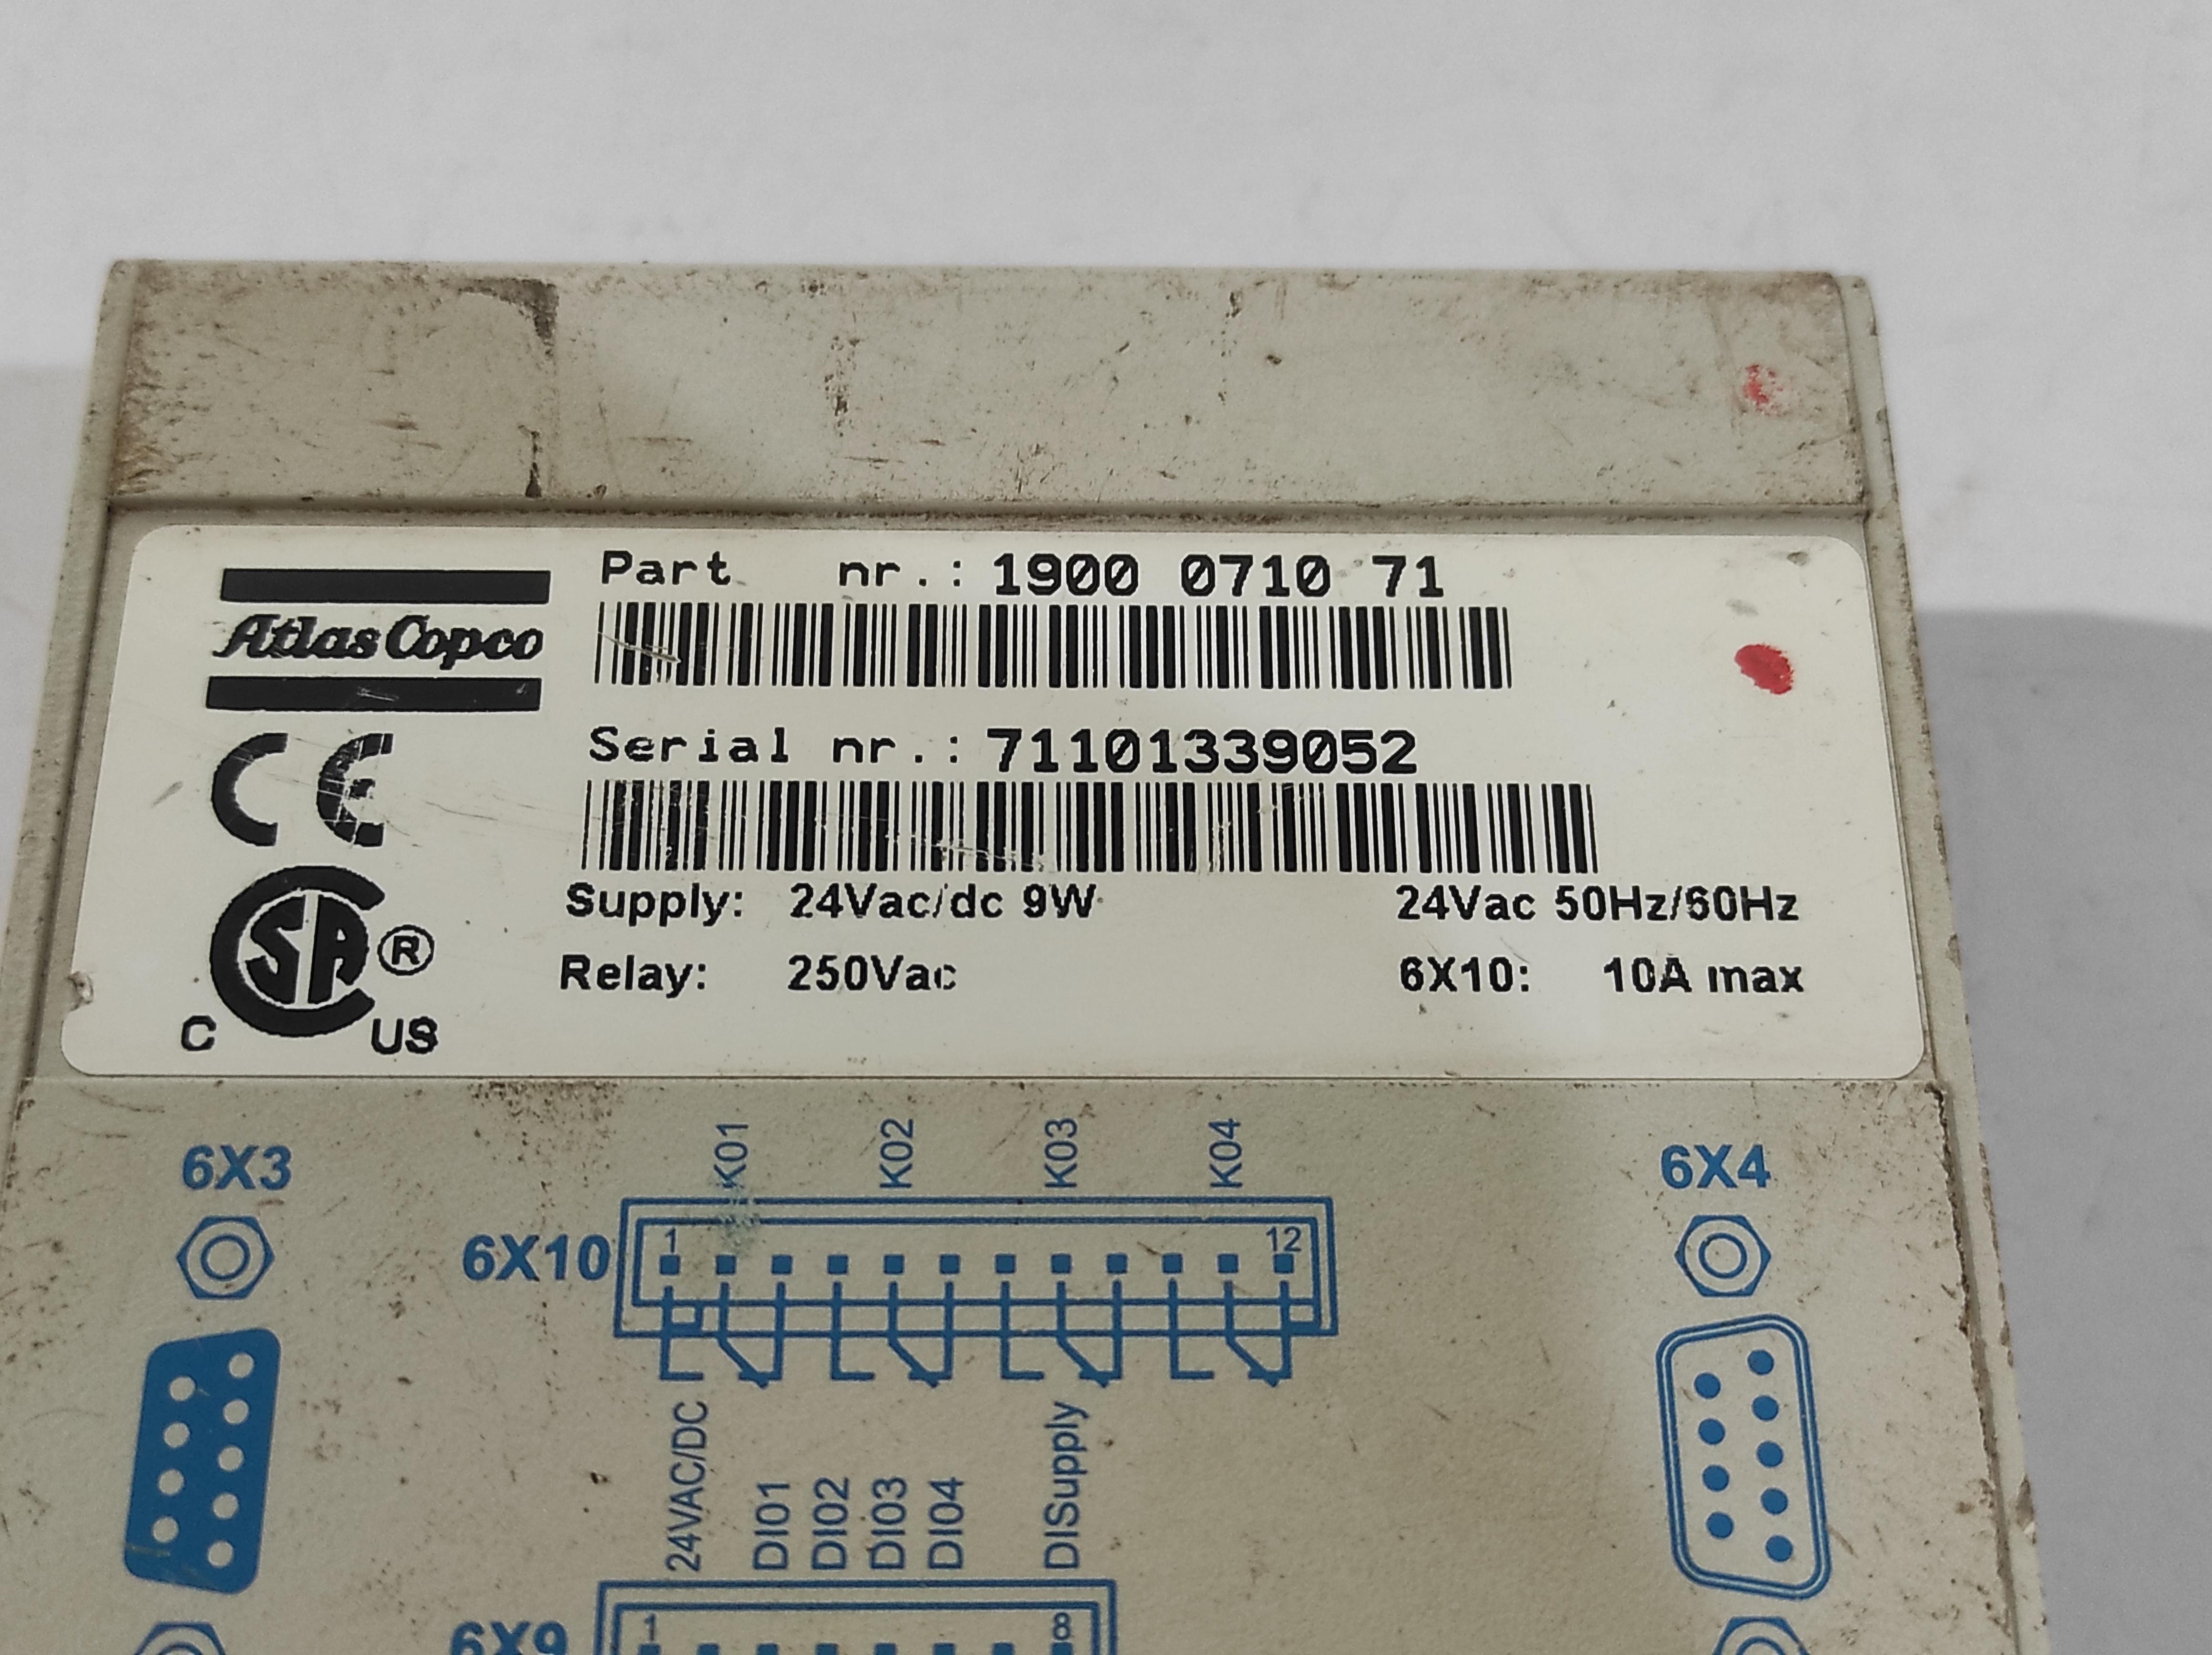 Part nr.: 1900 0710 71
Atlas Copco
Serial nr.: 71101339052
CE
Supply: 24Vac/dc 9W 24Vac 50Hz/60Hz
Relay: 250Vac 6X10: 10A max
CSA ®
C US
K01 K02 K03 K04
6X3 6X4
6X10 1 12
24VAC/DC DI01 DI02 DI03 DI04 DISupply
6X9 1 8